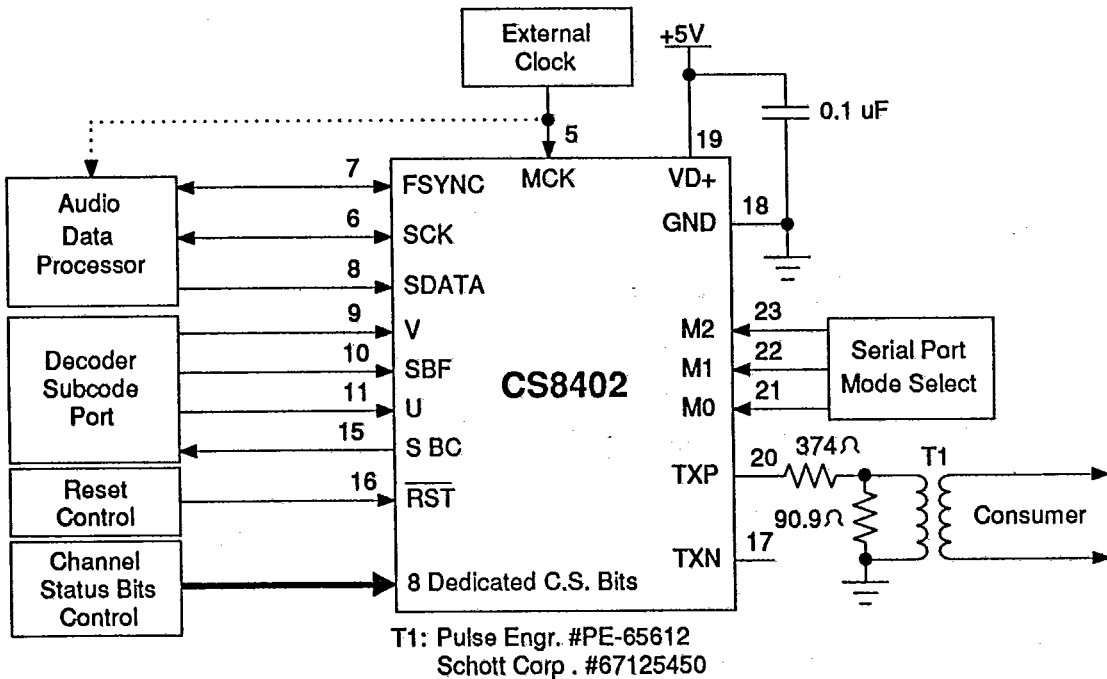 External
Clock
+5V
0.1 uF
5
19
7
FSYNC
MCK
VD+
Audio
Data
Processor
6
SCK
GND
18
8
SDATA
9
V
M2
23
Decoder
Subcode
Port
10
SBF
CS8402
M1
22
Serial Port
Mode Select
11
U
M0
21
15
S BC
TXP
20
374Ω
T1
16
RST
90.9Ω
Consumer
Reset
Control
TXN
17
Channel
Status Bits
Control
8 Dedicated C.S. Bits
T1: Pulse Engr. #PE-65612
Schott Corp . #67125450